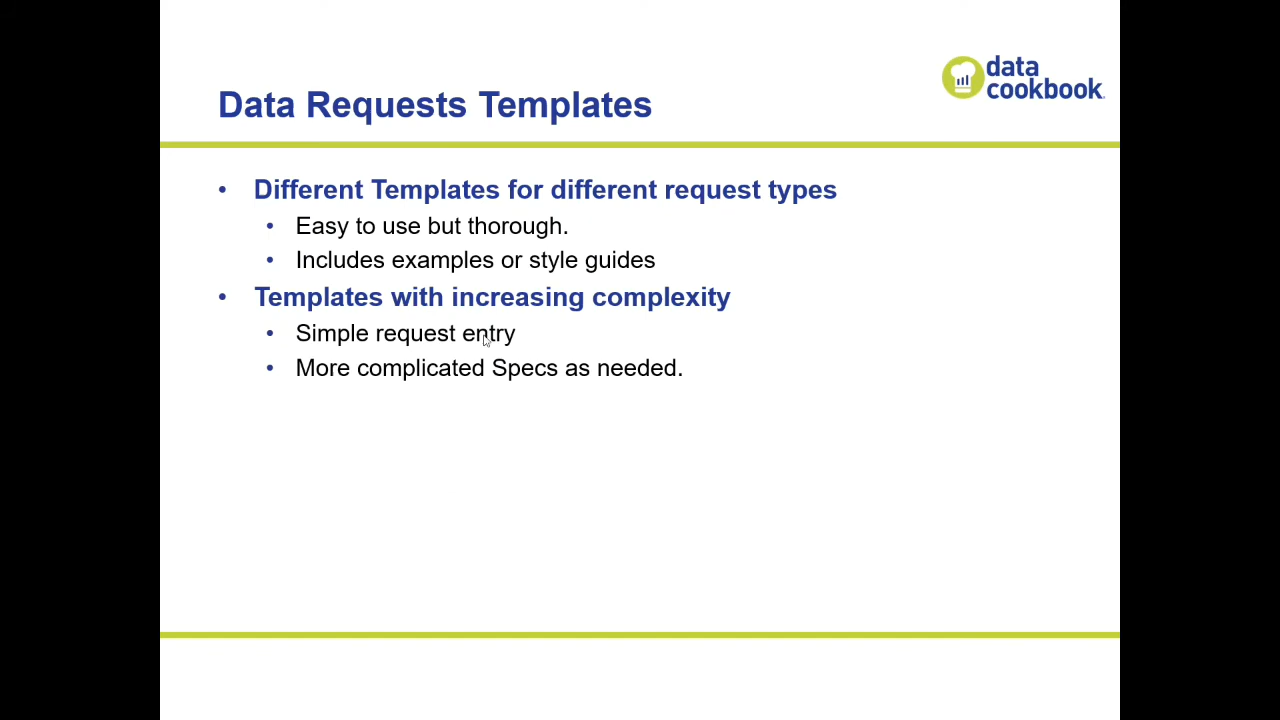 data
cookbook.
Data Requests Templates
• Different Templates for different request types
• Easy to use but thorough.
• Includes examples or style guides
• Templates with increasing complexity
• Simple request entry
• More complicated Specs as needed.